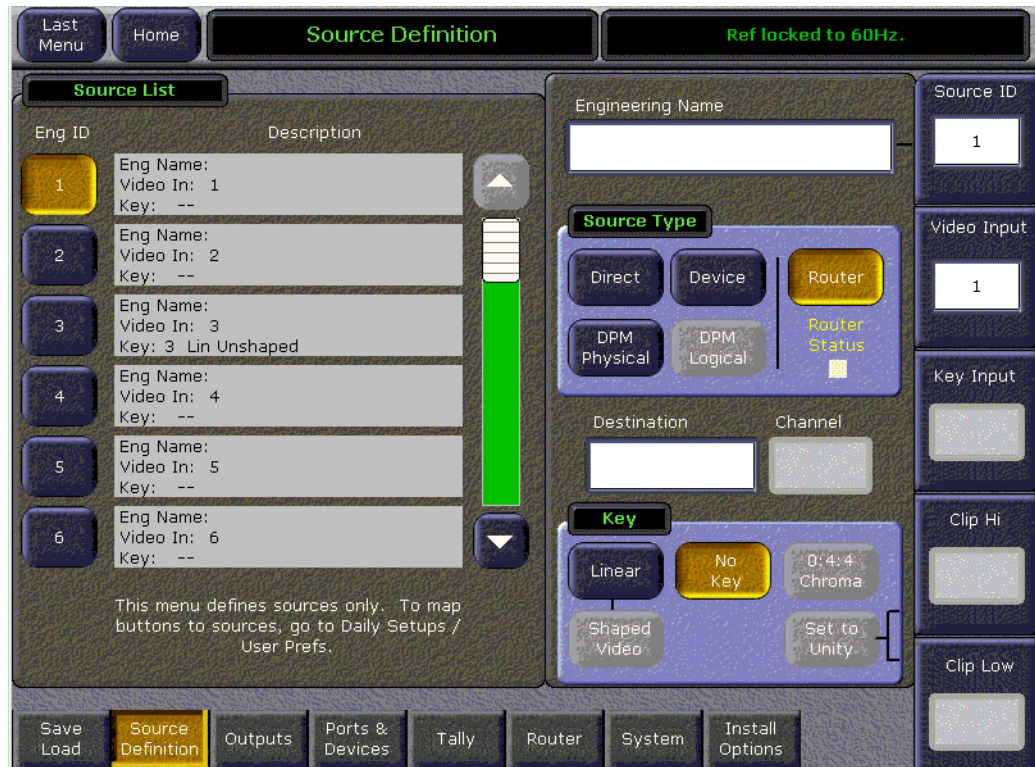 Last
Menu
Home
Source Definition
Ref locked to 60Hz.
Source List
Eng ID
Description
1
Eng Name:
Video In: 1
Key: --
2
Eng Name:
Video In: 2
Key: --
3
Eng Name:
Video In: 3
Key: 3 Lin Unshaped
4
Eng Name:
Video In: 4
Key: --
5
Eng Name:
Video In: 5
Key: --
6
Eng Name:
Video In: 6
Key: --
This menu defines sources only. To map
buttons to sources, go to Daily Setups /
User Prefs.
Engineering Name
Source Type
Direct
Device
Router
DPM
Physical
DPM
Logical
Router
Status
Destination
Channel
Key
Linear
No
Key
0:4:4
Chroma
Shaped
Video
Set to
Unity
Source ID
1
Video Input
1
Key Input
Clip Hi
Clip Low
Save
Load
Source
Definition
Outputs
Ports &
Devices
Tally
Router
System
Install
Options